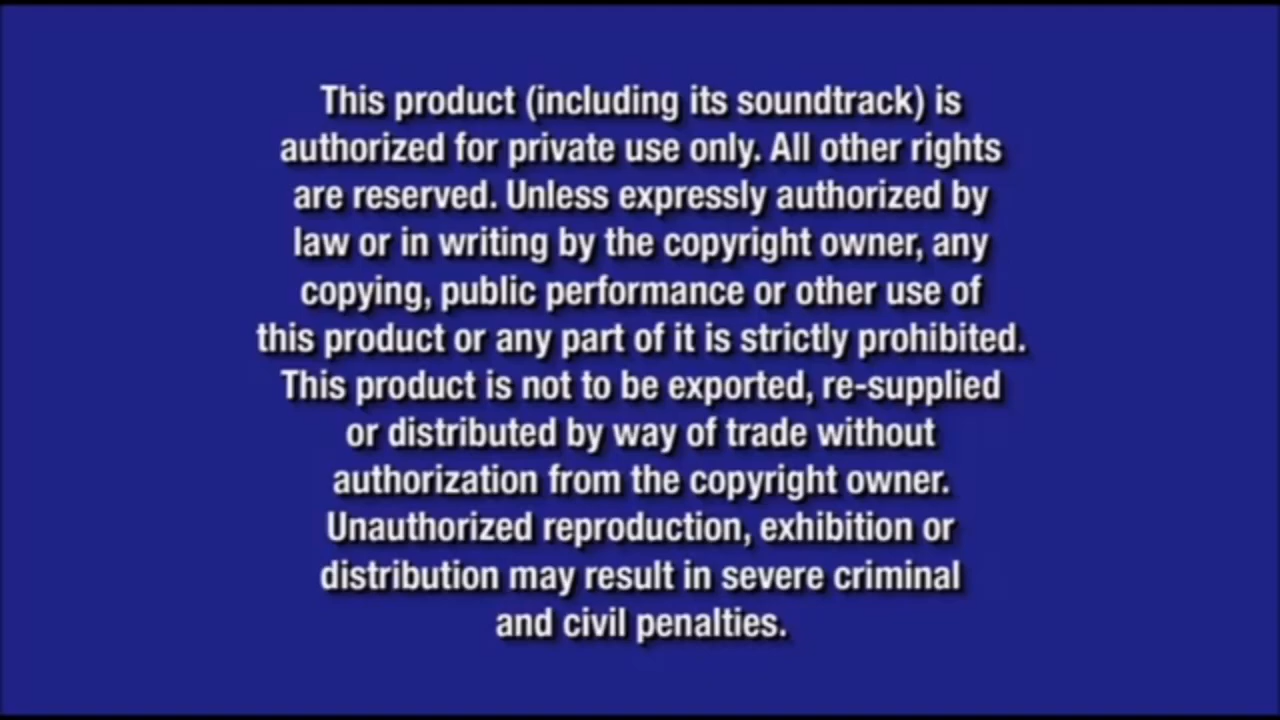 This product (including its soundtrack) is
authorized for private use only. All other rights
are reserved. Unless expressly authorized by
law or in writing by the copyright owner, any
copying, public performance or other use of
this product or any part of it is strictly prohibited.
This product is not to be exported, re-supplied
or distributed by way of trade without
authorization from the copyright owner.
Unauthorized reproduction, exhibition or
distribution may result in severe criminal
and civil penalties.